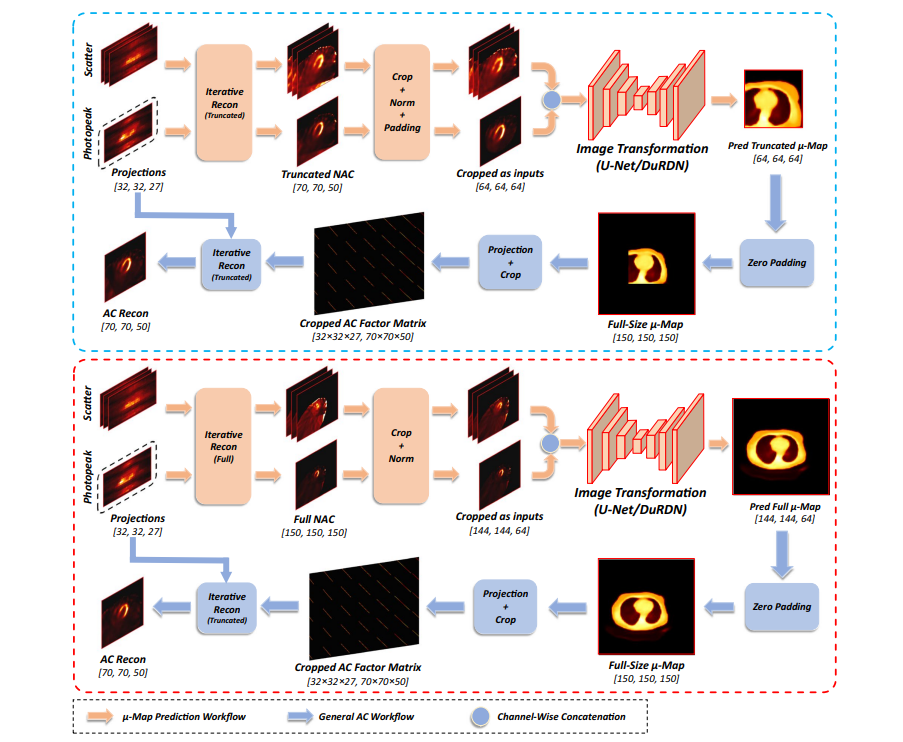 Scatter
Photopeak
Projections
[32, 32, 27]
Iterative
Recon
(Truncated)
Truncated NAC
[70, 70, 50]
Crop
+
Norm
+
Padding
Cropped as inputs
[64, 64, 64]
Image Transformation
(U-Net/DuRDN)
Pred Truncated μ-Map
[64, 64, 64]
AC Recon
[70, 70, 50]
Iterative
Recon
(Truncated)
Cropped AC Factor Matrix
[32×32×27, 70×70×50]
Projection
+
Crop
Full-Size μ-Map
[150, 150, 150]
Zero Padding
Scatter
Photopeak
Projections
[32, 32, 27]
Iterative
Recon
(Full)
Full NAC
[150, 150, 150]
Crop
+
Norm
Cropped as inputs
[144, 144, 64]
Image Transformation
(U-Net/DuRDN)
Pred Full μ-Map
[144, 144, 64]
AC Recon
[70, 70, 50]
Iterative
Recon
(Truncated)
Cropped AC Factor Matrix
[32×32×27, 70×70×50]
Projection
+
Crop
Full-Size μ-Map
[150, 150, 150]
Zero Padding
μ-Map Prediction Workflow
General AC Workflow
Channel-Wise Concatenation